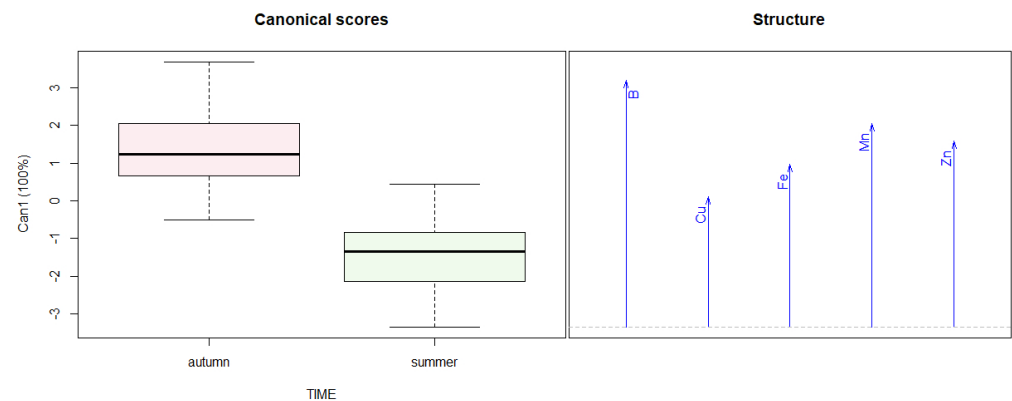 Canonical scores
Structure
Can1 (100%)
3
2
1
0
-1
-2
-3
autumn
summer
TIME
B
Cu
Fe
Mn
Zn